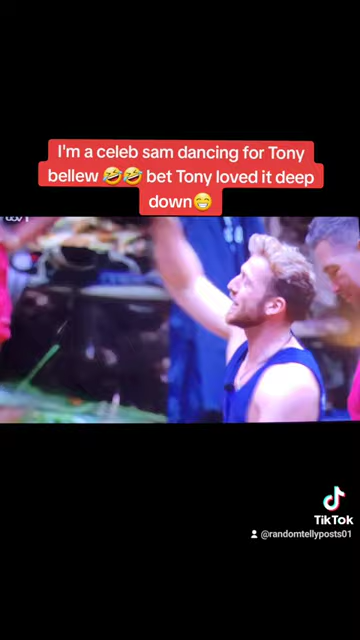 I'm a celeb sam dancing for Tony
bellew 🤣🤣 bet Tony loved it deep
down😁
TikTok
@randomtellyposts01